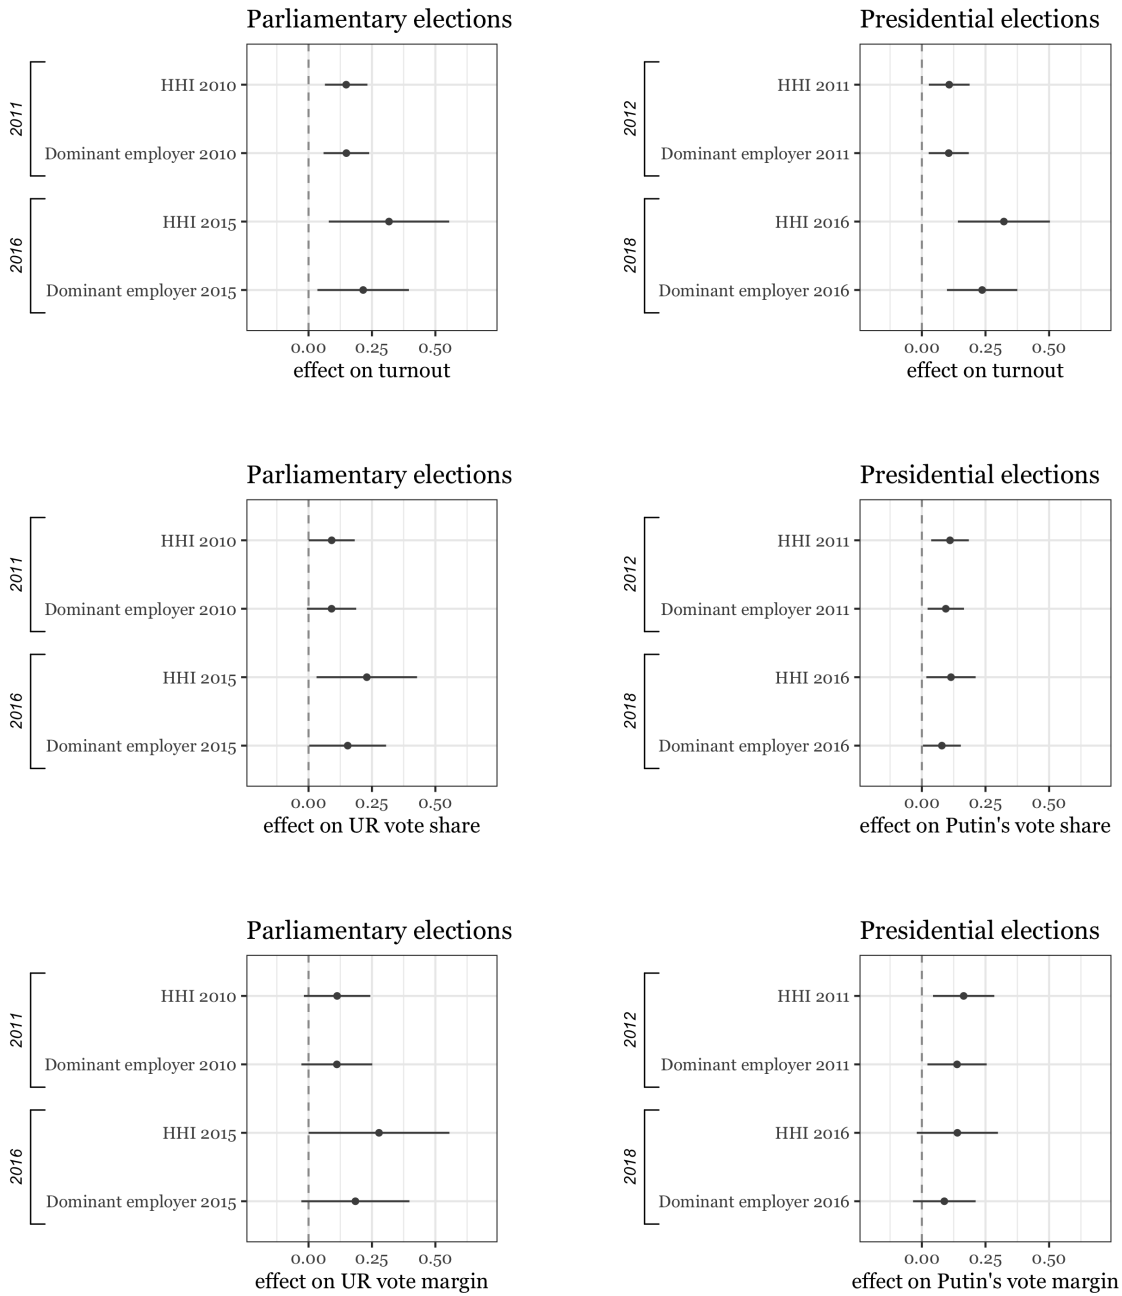 Parliamentary elections
2011
HHI 2010
Dominant employer 2010
2016
HHI 2015
Dominant employer 2015
0.00 0.25 0.50
effect on turnout
Presidential elections
2012
HHI 2011
Dominant employer 2011
2018
HHI 2016
Dominant employer 2016
0.00 0.25 0.50
effect on turnout
Parliamentary elections
2011
HHI 2010
Dominant employer 2010
2016
HHI 2015
Dominant employer 2015
0.00 0.25 0.50
effect on UR vote share
Presidential elections
2012
HHI 2011
Dominant employer 2011
2018
HHI 2016
Dominant employer 2016
0.00 0.25 0.50
effect on Putin's vote share
Parliamentary elections
2011
HHI 2010
Dominant employer 2010
2016
HHI 2015
Dominant employer 2015
0.00 0.25 0.50
effect on UR vote margin
Presidential elections
2012
HHI 2011
Dominant employer 2011
2018
HHI 2016
Dominant employer 2016
0.00 0.25 0.50
effect on Putin's vote margin